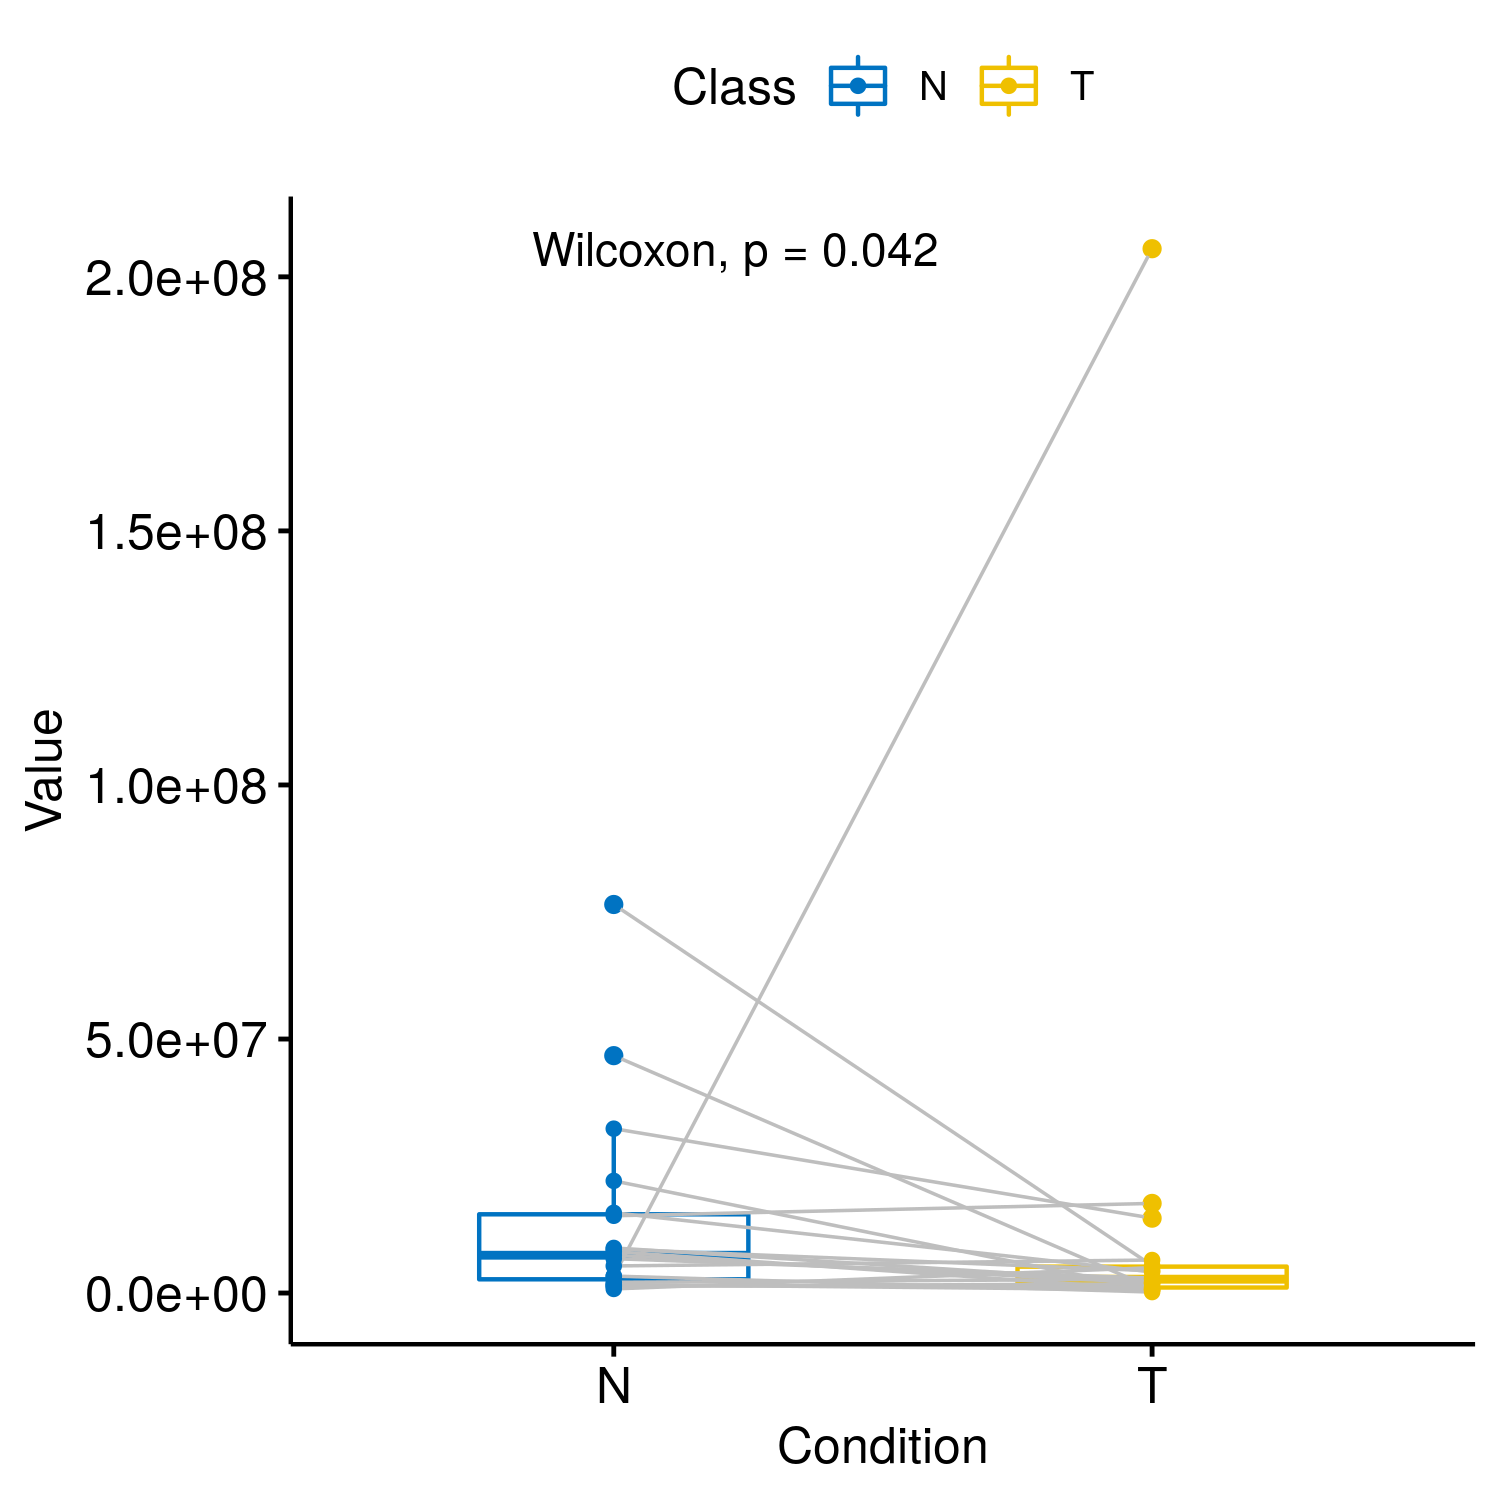 Class N T
Wilcoxon, p = 0.042
2.0e+08
1.5e+08
1.0e+08
5.0e+07
0.0e+00
Value
N T
Condition